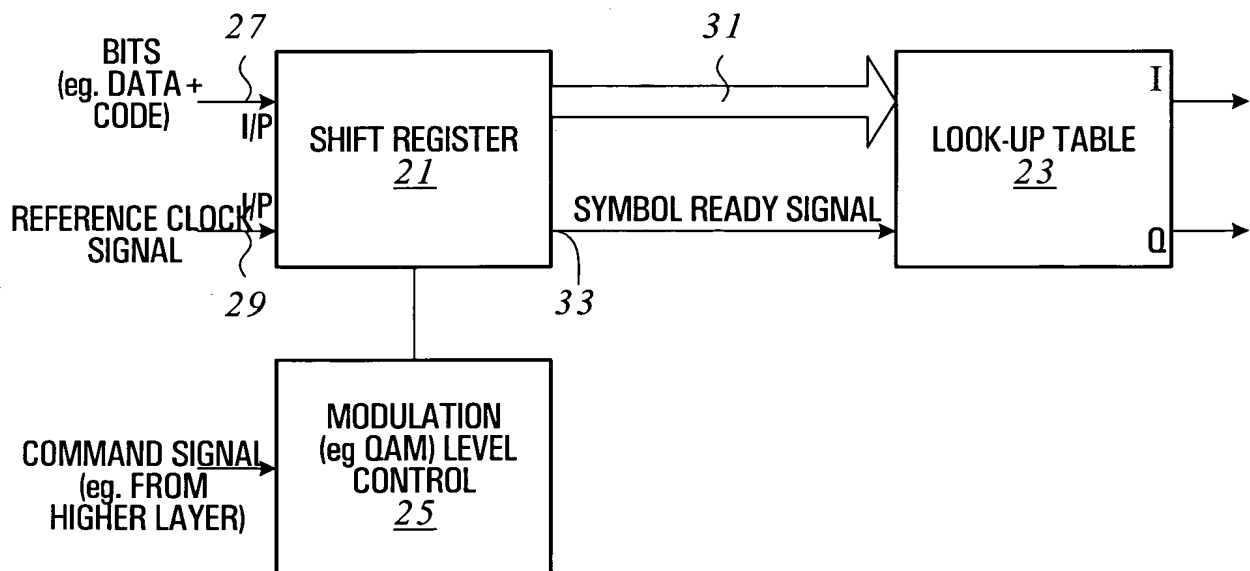 BITS
(eg. DATA +
CODE)
27
I/P
I/P
REFERENCE CLOCK
SIGNAL
29
SHIFT REGISTER
21
31
SYMBOL READY SIGNAL
33
LOOK-UP TABLE
23
I
Q
COMMAND SIGNAL
(eg. FROM
HIGHER LAYER)
MODULATION
(eg QAM) LEVEL
CONTROL
25